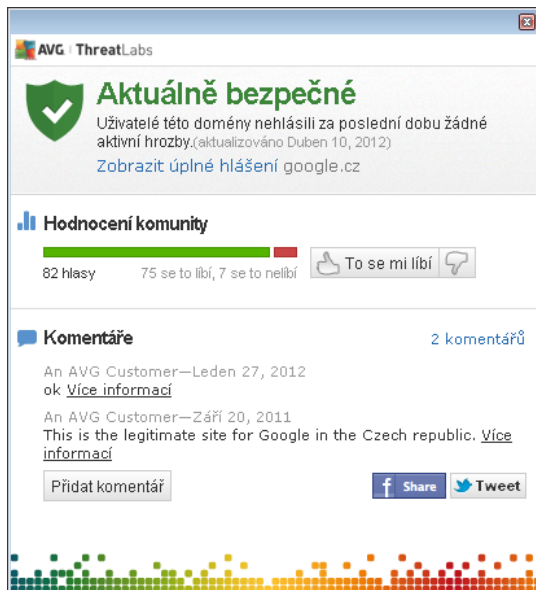 AVG ThreatLabs
Aktuálně bezpečné
Uživatelé této domény nehlásili za poslední dobu žádné
aktivní hrozby.(aktualizováno Duben 10, 2012)
Zobrazit úplné hlášení google.cz
Hodnocení komunity
82 hlasy 75 se to líbí, 7 se to nelíbí To se mi líbí
Komentáře 2 komentářů
An AVG Customer—Leden 27, 2012
ok Více informací
An AVG Customer—Září 20, 2011
This is the legitimate site for Google in the Czech republic. Více
informací
Přidat komentář f Share Tweet